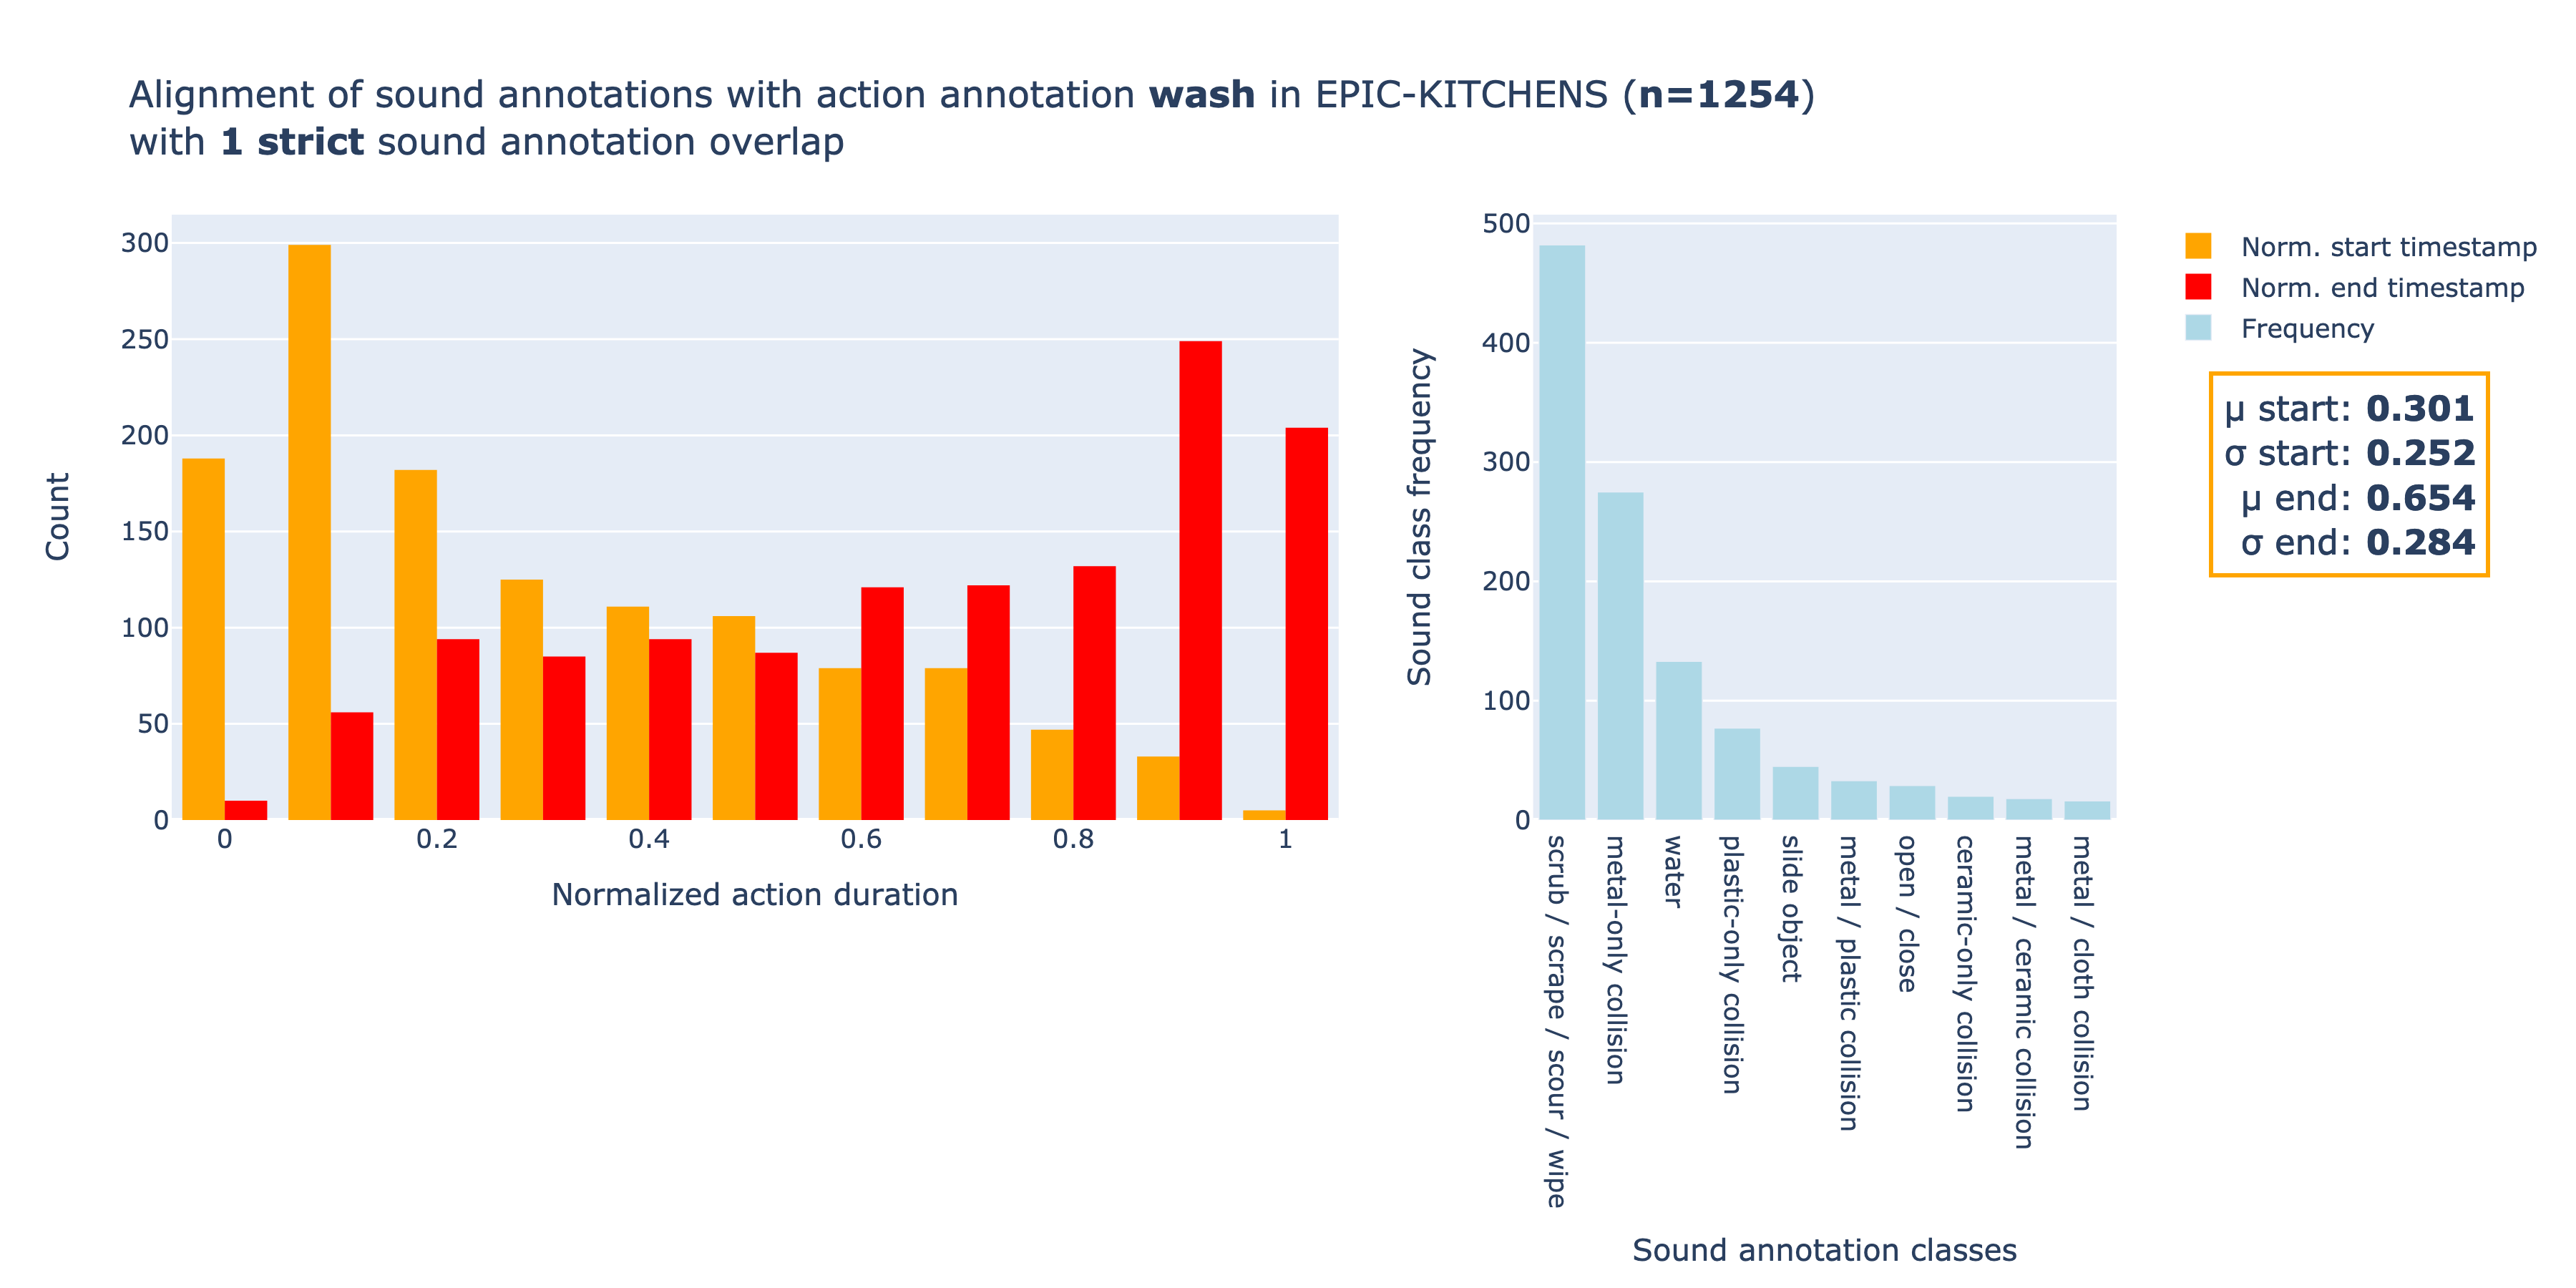 Alignment of sound annotations with action annotation wash in EPIC-KITCHENS (n=1254)
with 1 strict sound annotation overlap
300
250
200
150
100
50
0
Count
0
0.2
0.4
0.6
0.8
1
Normalized action duration
500
400
300
200
100
0
Sound class frequency
scrub / scrape / scour / wipe
metal-only collision
water
plastic-only collision
slide object
metal / plastic collision
open / close
ceramic-only collision
metal / ceramic collision
metal / cloth collision
Sound annotation classes
Norm. start timestamp
Norm. end timestamp
Frequency
μ start: 0.301
σ start: 0.252
μ end: 0.654
σ end: 0.284